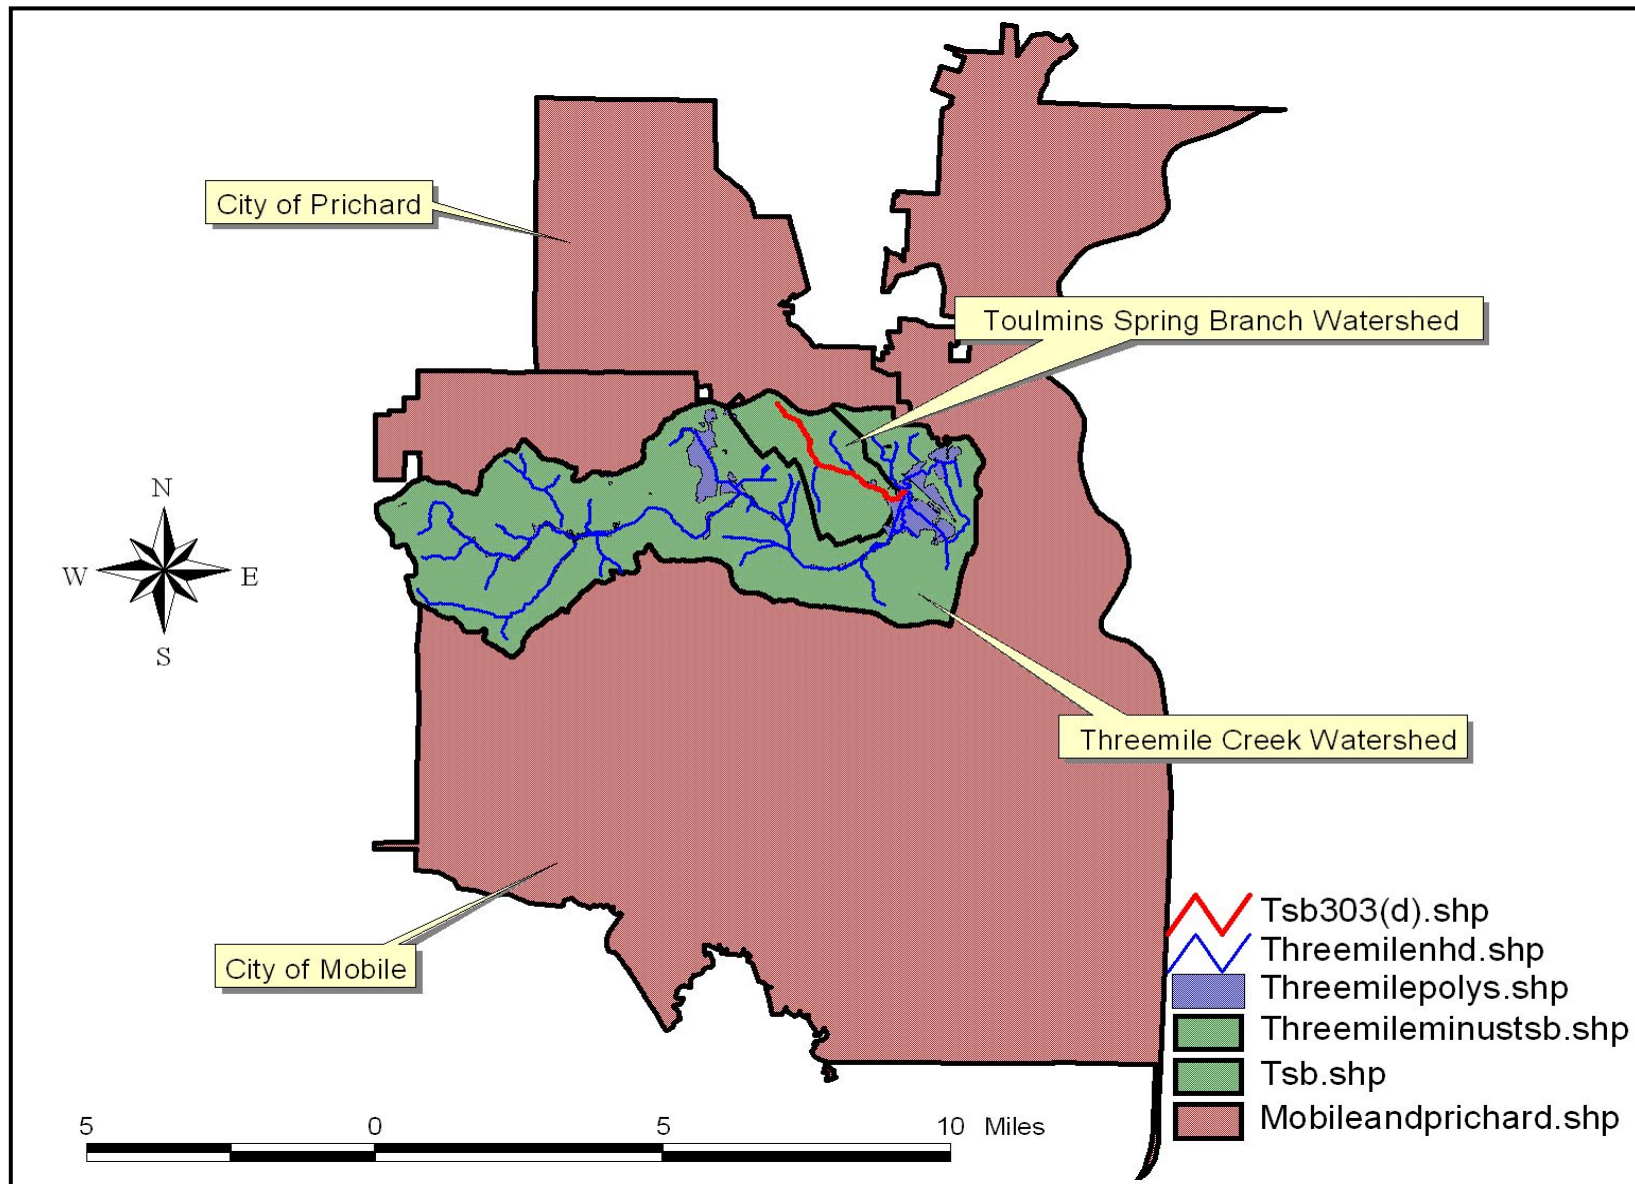 City of Prichard
Toulmins Spring Branch Watershed
N
W
E
S
Threemile Creek Watershed
City of Mobile
Tsb303(d).shp
Threemilenhd.shp
Threemilepolys.shp
Threemileminustsb.shp
Tsb.shp
Mobileandprichard.shp
5 0 5 10 Miles